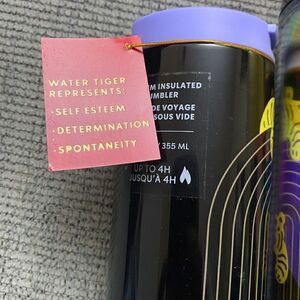 WATER TIGER
REPRESENTS:
·SELF ESTEEM
·DETERMINATION
·SPONTANEITY
M INSULATED
UMBLER
DE VOYAGE
SOUS VIDE
/ 355 ML
UP TO 4H
JUSQU'À 4H